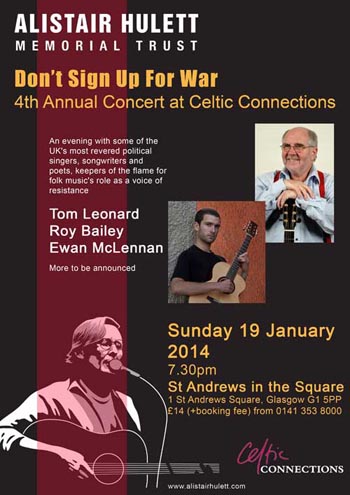 ALISTAIR HULETT
MEMORIAL TRUST
Don't Sign Up For War
4th Annual Concert at Celtic Connections
An evening with some of the
UK's most revered political
singers, songwriters and
poets, keepers of the flame for
folk music's role as a voice of
resistance
Tom Leonard
Roy Bailey
Ewan McLennan
More to be announced
Sunday 19 January
2014
7.30pm
St Andrews in the Square
1 St Andrews Square, Glasgow G1 5PP
£14 (+booking fee) from 0141 353 8000
Celtic
CONNECTIONS
www.alistairhulett.com